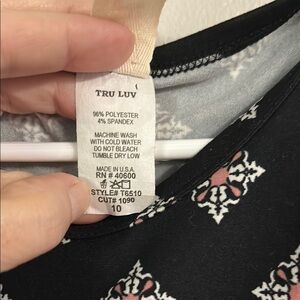 TRU LUV
96% POLYESTER
4% SPANDEX
MACHINE WASH
WITH COLD WATER
DO NOT BLEACH
TUMBLE DRY LOW
MADE IN U.S.A.
RN # 40600
STYLE# T6510
CUT# 1090
10